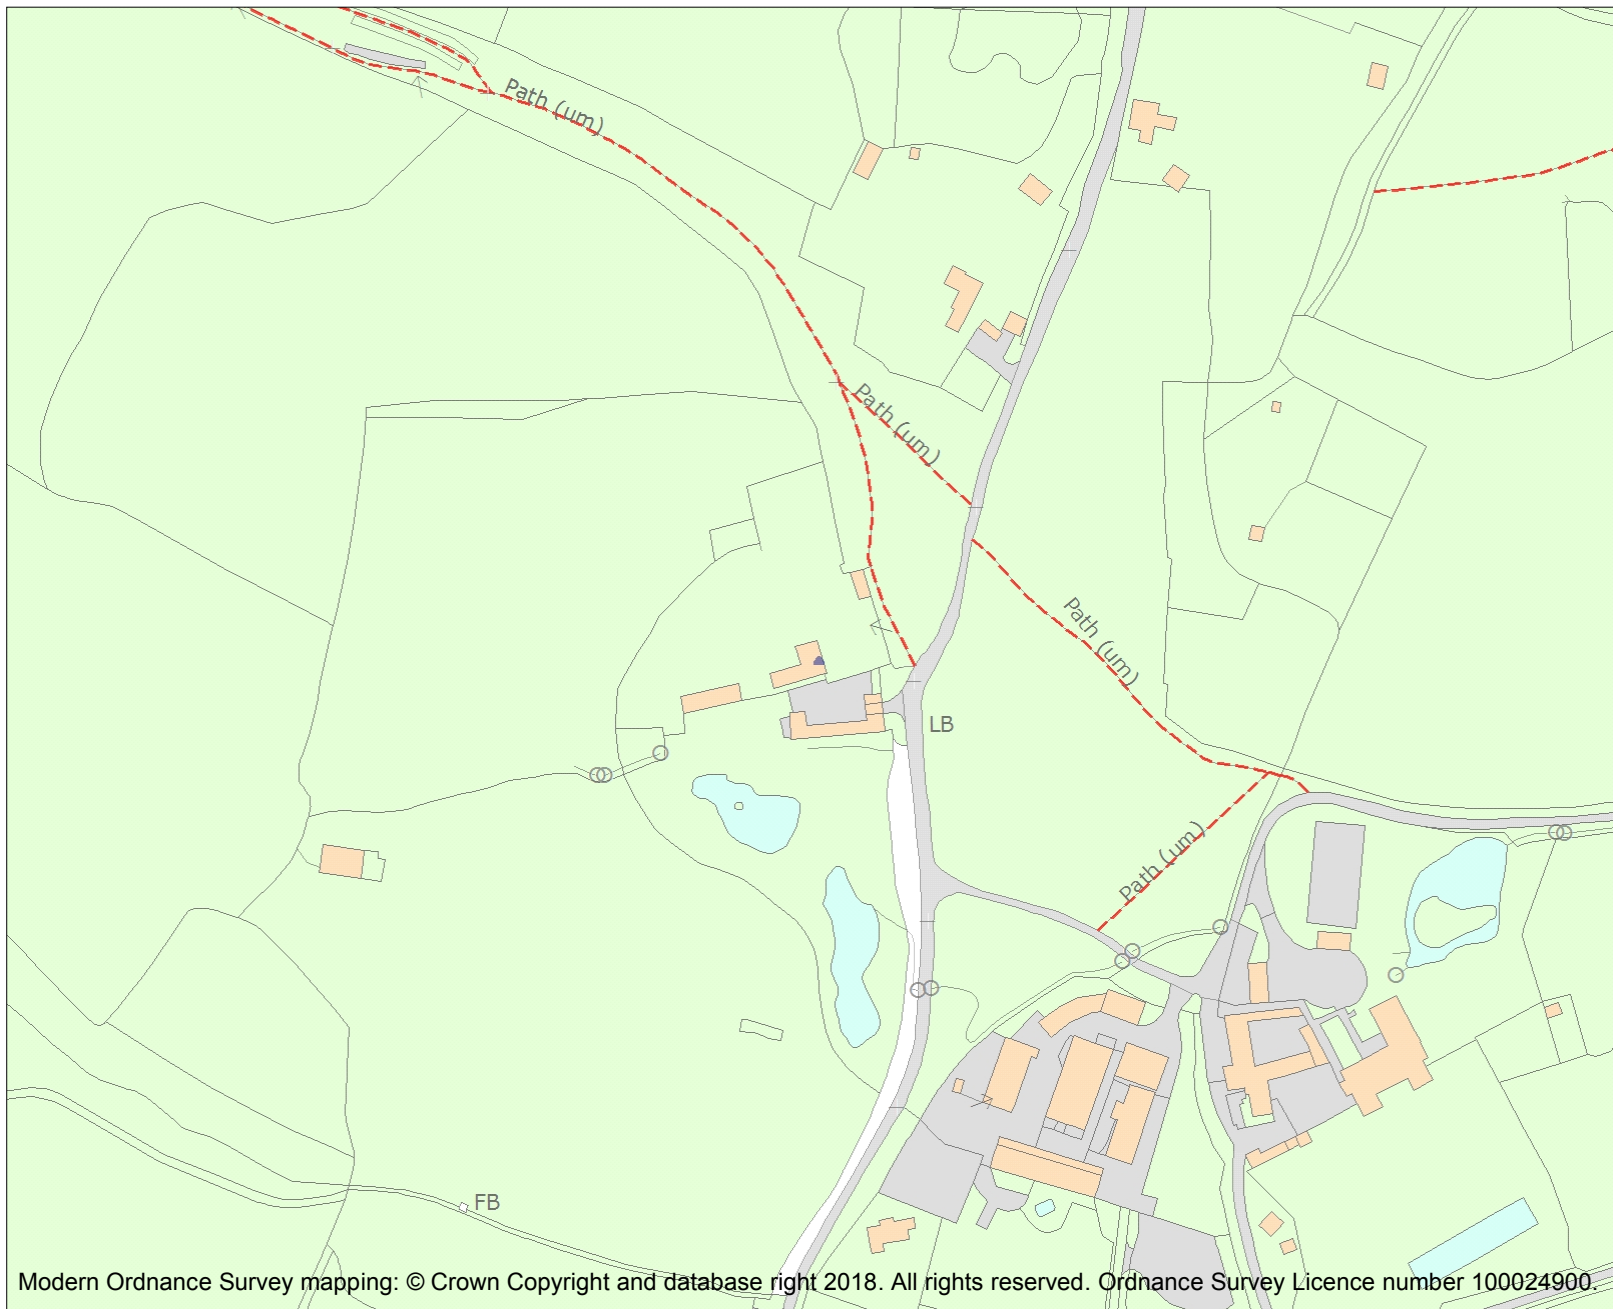 Path (um)
Path (um)
Path (um)
LB
Path (um)
FB
Modern Ordnance Survey mapping: © Crown Copyright and database right 2018. All rights reserved. Ordnance Survey Licence number 100024900.